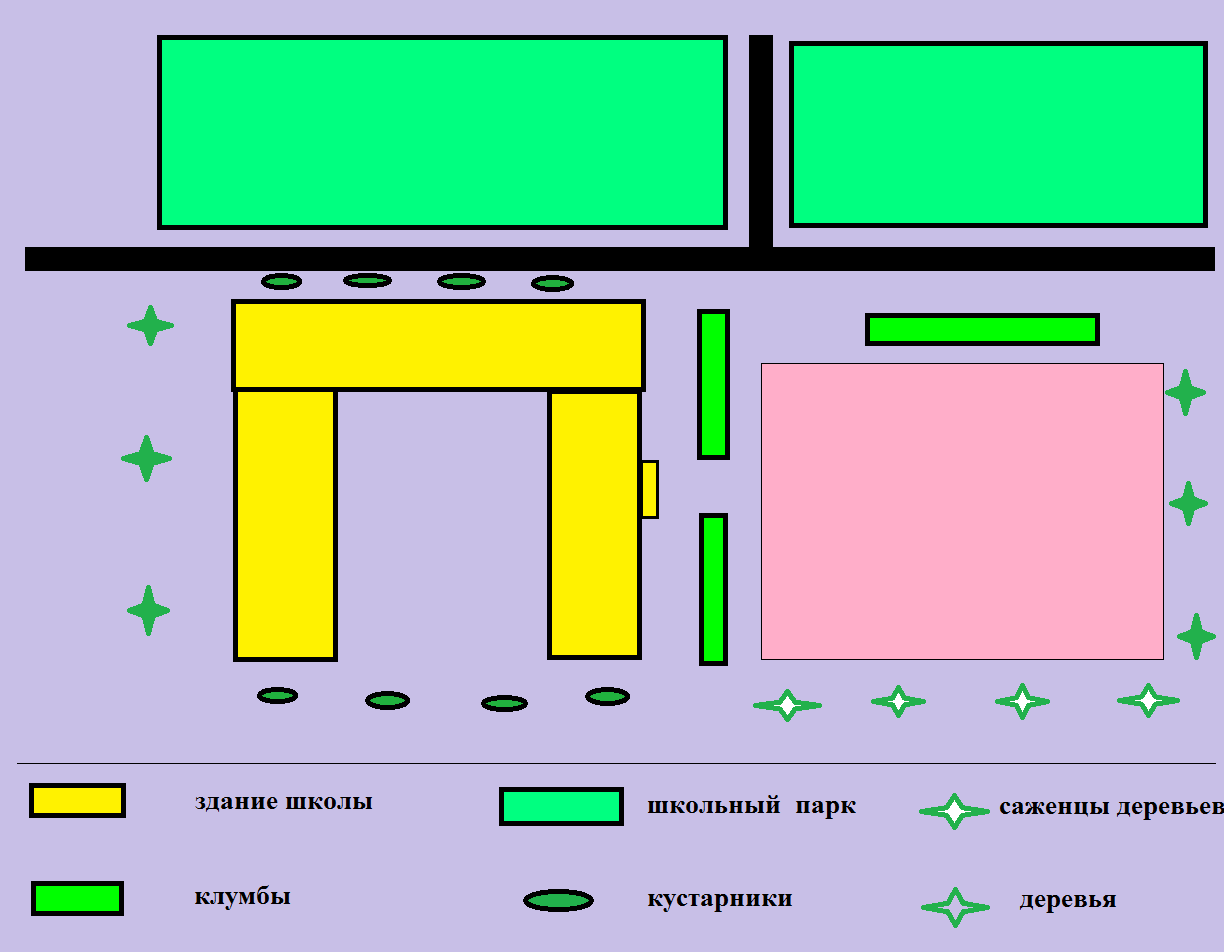 здание школы
школьный парк
саженцы деревьев
клумбы
кустарники
деревья